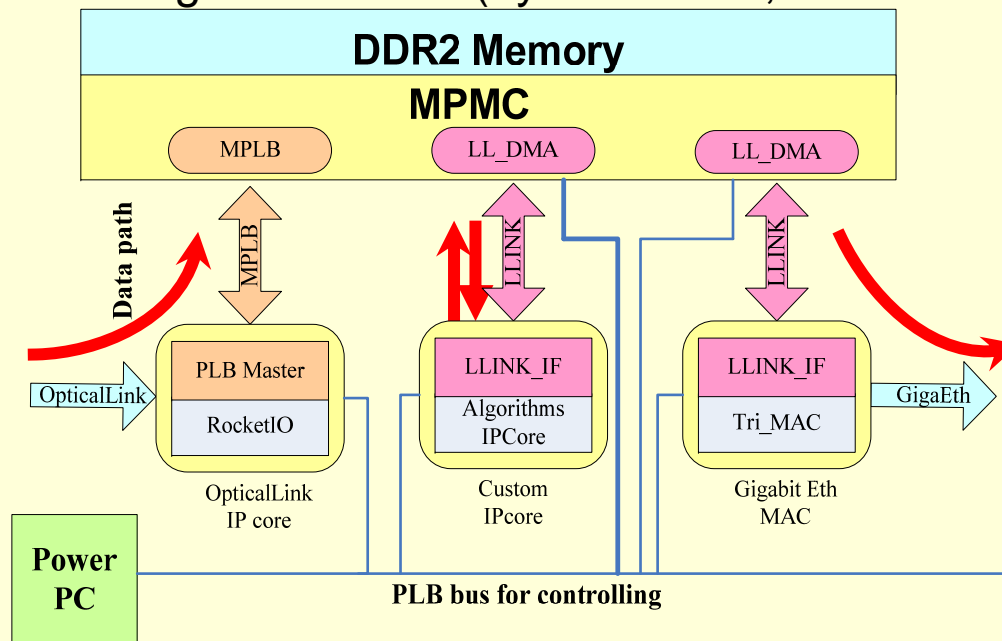 DDR2 Memory
MPMC
MPLB
LL_DMA
LL_DMA
Data path
MPLB
LLINK
LLINK
OpticalLink
PLB Master
RocketIO
LLINK_IF
Algorithms
IPCore
LLINK_IF
Tri_MAC
GigaEth
OpticalLink
IP core
Custom
IPcore
Gigabit Eth
MAC
Power
PC
PLB bus for controlling